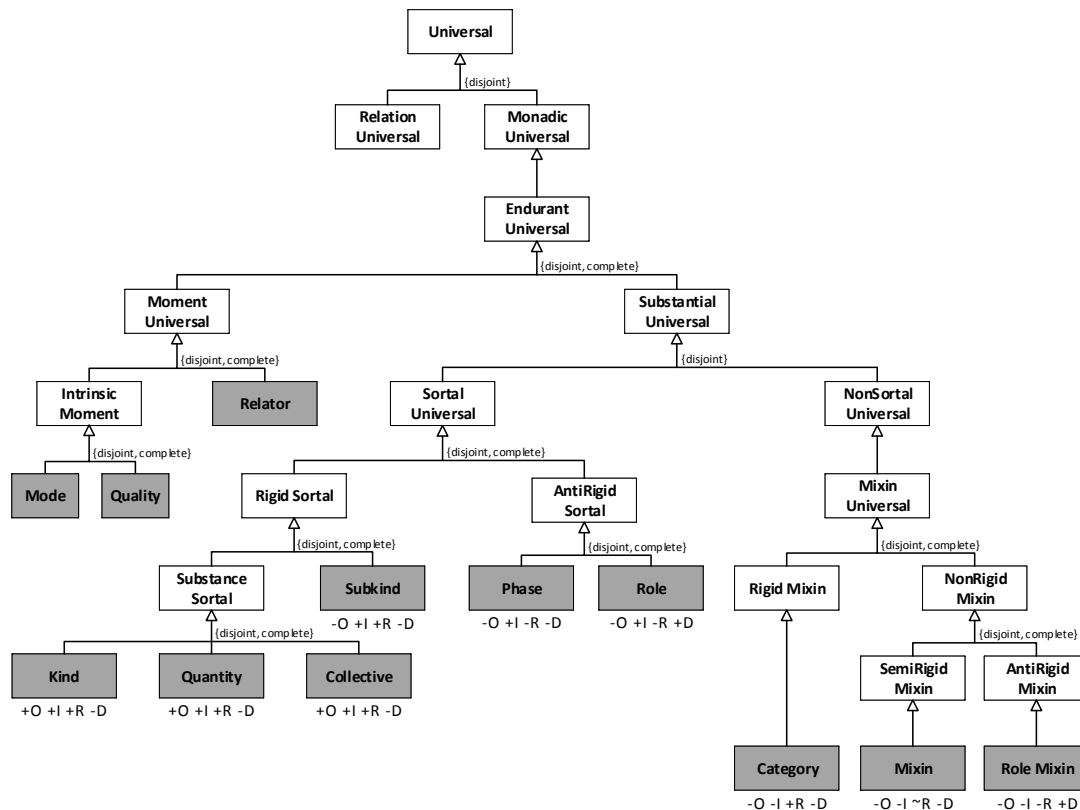 Universal
{disjoint}
Relation
Universal
Monadic
Universal
Endurant
Universal
{disjoint, complete}
Moment
Universal
Substantial
Universal
{disjoint, complete}
{disjoint}
Intrinsic
Moment
Relator
Sortal
Universal
NonSortal
Universal
{disjoint, complete}
{disjoint, complete}
Mode
Quality
Rigid Sortal
AntiRigid
Sortal
Mixin
Universal
{disjoint, complete}
{disjoint, complete}
{disjoint, complete}
Substance
Sortal
Subkind
-O +I +R -D
Phase
-O +I -R -D
Role
-O +I -R +D
Rigid Mixin
NonRigid
Mixin
{disjoint, complete}
{disjoint, complete}
Kind
+O +I +R -D
Quantity
+O +I +R -D
Collective
+O +I +R -D
SemiRigid
Mixin
AntiRigid
Mixin
Category
-O -I +R -D
Mixin
-O -I ~R -D
Role Mixin
-O -I -R +D